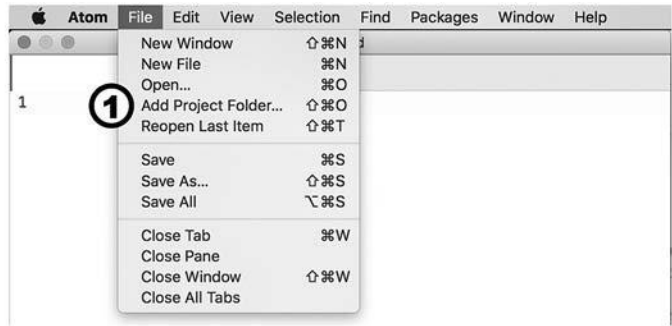 Atom File Edit View Selection Find Packages Window Help
New Window ⇧⌘N
New File ⌘N
Open... ⌘O
1
① Add Project Folder... ⇧⌘O
Reopen Last Item ⇧⌘T
Save ⌘S
Save As... ⇧⌘S
Save All ⌥⌘S
Close Tab ⌘W
Close Pane
Close Window ⇧⌘W
Close All Tabs